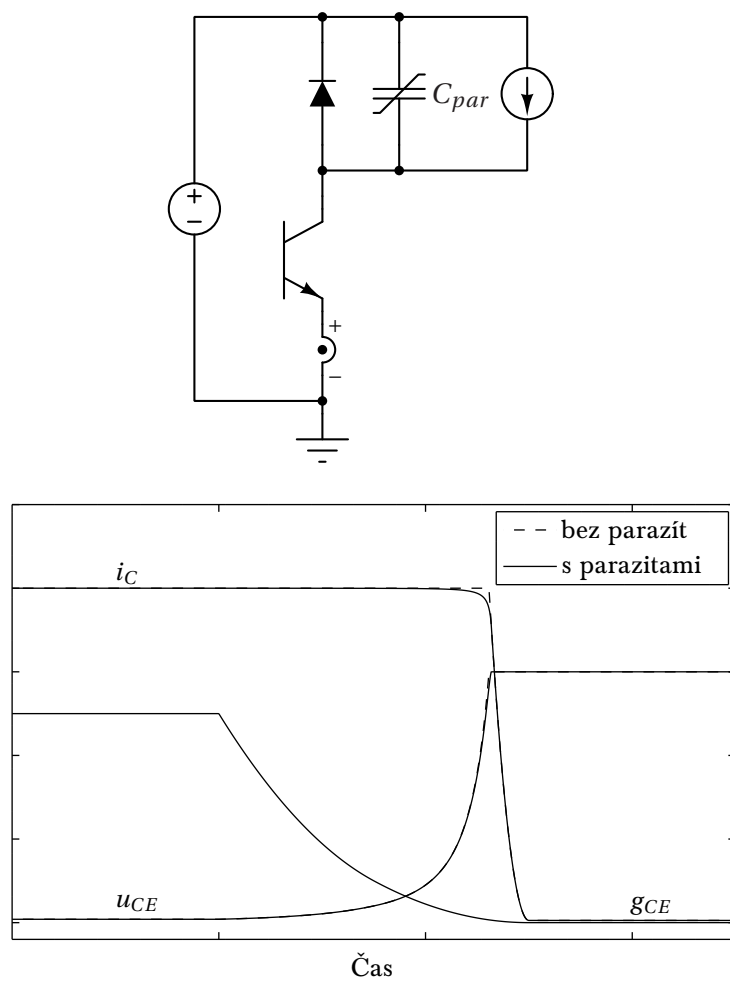 C_par
+
−
+
−
bez parazít
s parazitami
i_C
u_CE
g_CE
Čas